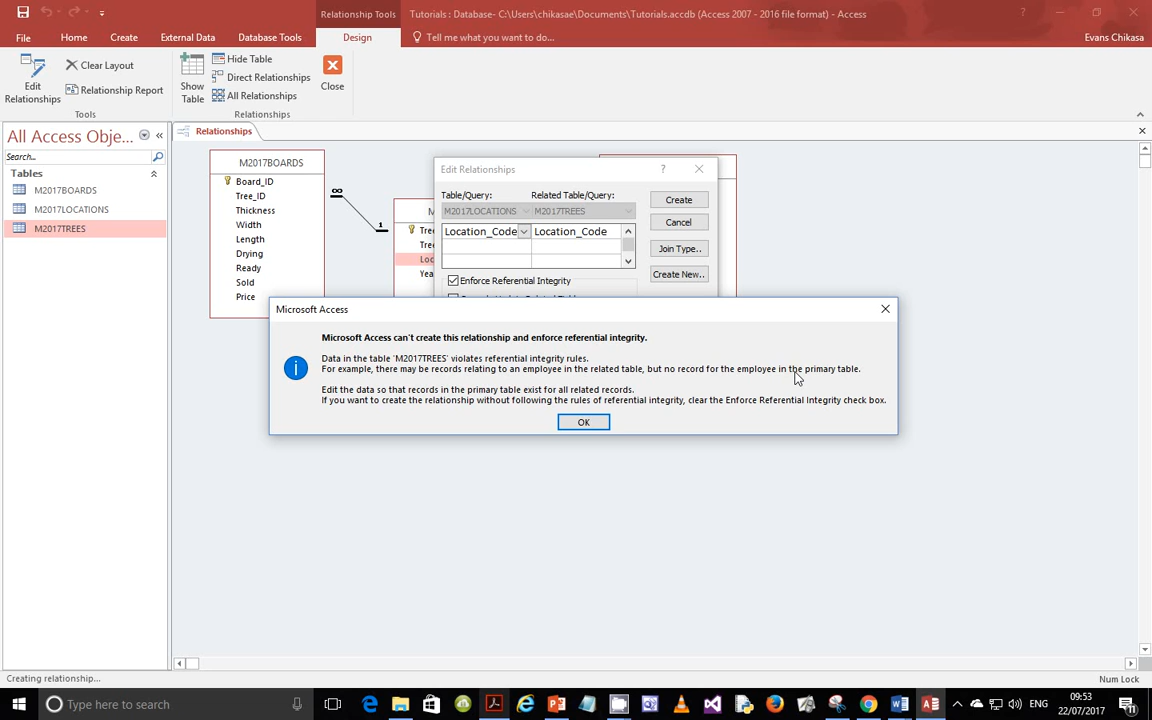 Relationship Tools
Tutorials : Database- C:\Users\chikasae\Documents\Tutorials.accdb (Access 2007 - 2016 file format) - Access
File
Home
Create
External Data
Database Tools
Design
Tell me what you want to do...
Evans Chikasa
Edit Relationships
Clear Layout
Relationship Report
Tools
Show Table
Hide Table
Direct Relationships
All Relationships
Relationships
Close
All Access Obje...
Search...
Tables
M2017BOARDS
M2017LOCATIONS
M2017TREES
Relationships
M2017BOARDS
Board_ID
Tree_ID
Thickness
Width
Length
Drying
Ready
Sold
Price
∞
1
M
Tree
Tre
Loc
Yea
Edit Relationships
?
Table/Query:
Related Table/Query:
M2017LOCATIONS
M2017TREES
Location_Code
Location_Code
Enforce Referential Integrity
Create
Cancel
Join Type..
Create New..
Microsoft Access
Microsoft Access can't create this relationship and enforce referential integrity.
Data in the table 'M2017TREES' violates referential integrity rules.
For example, there may be records relating to an employee in the related table, but no record for the employee in the primary table.
Edit the data so that records in the primary table exist for all related records.
If you want to create the relationship without following the rules of referential integrity, clear the Enforce Referential Integrity check box.
OK
Creating relationship...
Num Lock
Type here to search
ENG
09:53
22/07/2017